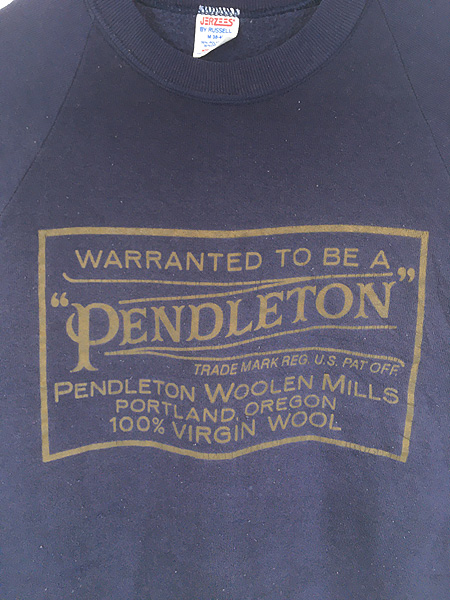 JERZEES
BY RUSSELL
WARRANTED TO BE A
“PENDLETON”
TRADE MARK REG. U.S. PAT OFF.
PENDLETON WOOLEN MILLS
PORTLAND, OREGON
100% VIRGIN WOOL